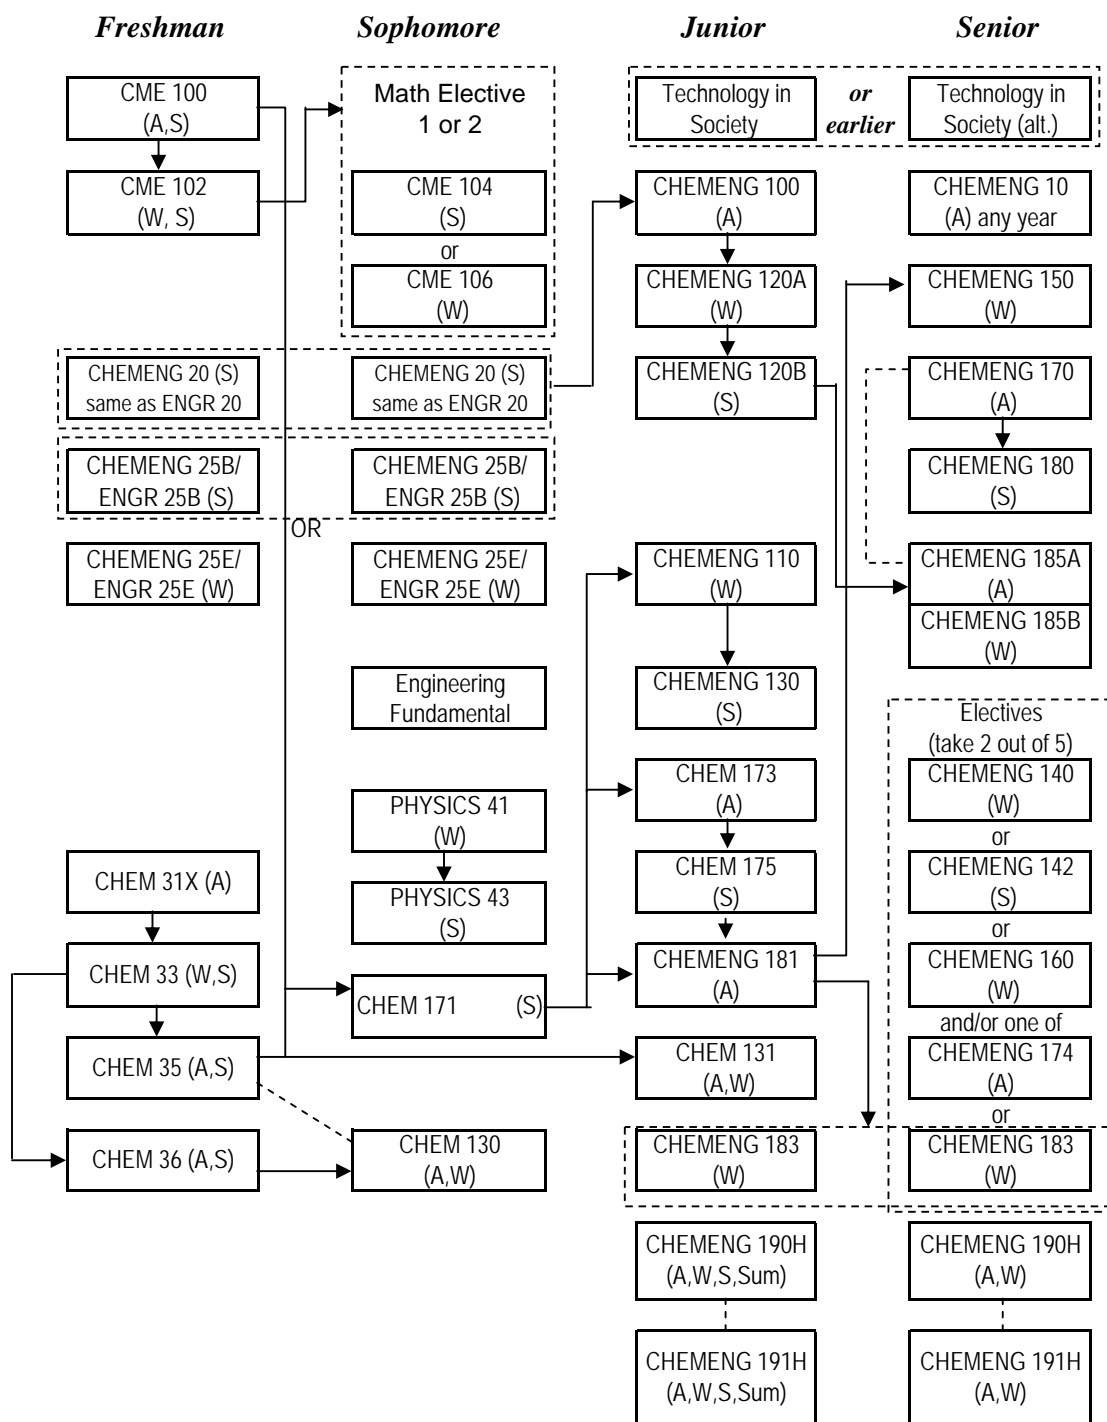 Freshman
Sophomore
Junior
Senior
CME 100
(A,S)
CME 102
(W, S)
Math Elective
1 or 2
CME 104
(S)
or
CME 106
(W)
Technology in
Society
or
earlier
Technology in
Society (alt.)
CHEMENG 100
(A)
CHEMENG 10
(A) any year
CHEMENG 120A
(W)
CHEMENG 150
(W)
CHEMENG 20 (S)
same as ENGR 20
CHEMENG 20 (S)
same as ENGR 20
CHEMENG 120B
(S)
CHEMENG 170
(A)
CHEMENG 25B/
ENGR 25B (S)
CHEMENG 25B/
ENGR 25B (S)
CHEMENG 180
(S)
OR
CHEMENG 25E/
ENGR 25E (W)
CHEMENG 25E/
ENGR 25E (W)
CHEMENG 110
(W)
CHEMENG 185A
(A)
CHEMENG 185B
(W)
Engineering
Fundamental
CHEMENG 130
(S)
Electives
(take 2 out of 5)
CHEMENG 140
(W)
or
CHEMENG 142
(S)
or
CHEMENG 160
(W)
and/or one of
CHEMENG 174
(A)
or
CHEMENG 183
(W)
PHYSICS 41
(W)
PHYSICS 43
(S)
CHEM 173
(A)
CHEM 175
(S)
CHEMENG 181
(A)
CHEM 31X (A)
CHEM 33 (W,S)
CHEM 171 (S)
CHEM 35 (A,S)
CHEM 131
(A,W)
CHEM 36 (A,S)
CHEM 130
(A,W)
CHEMENG 183
(W)
CHEMENG 190H
(A,W,S,Sum)
CHEMENG 190H
(A,W)
CHEMENG 191H
(A,W,S,Sum)
CHEMENG 191H
(A,W)